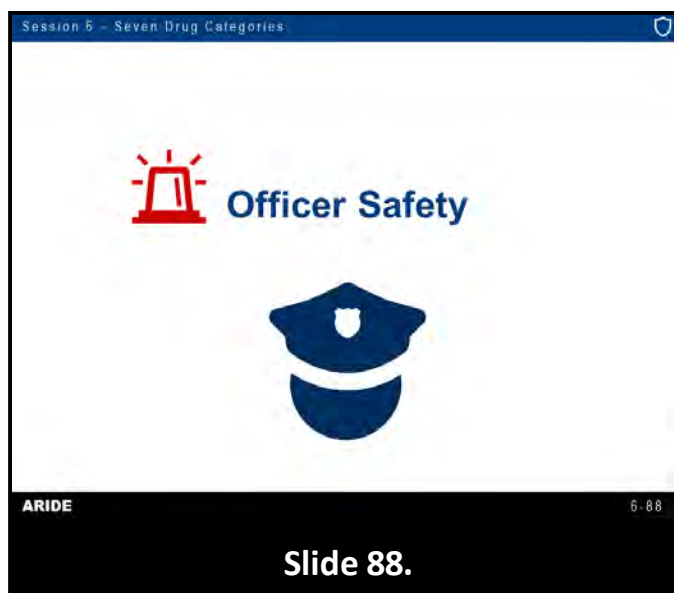 Session 6 – Seven Drug Categories
Officer Safety
ARIDE
6-88
Slide 88.